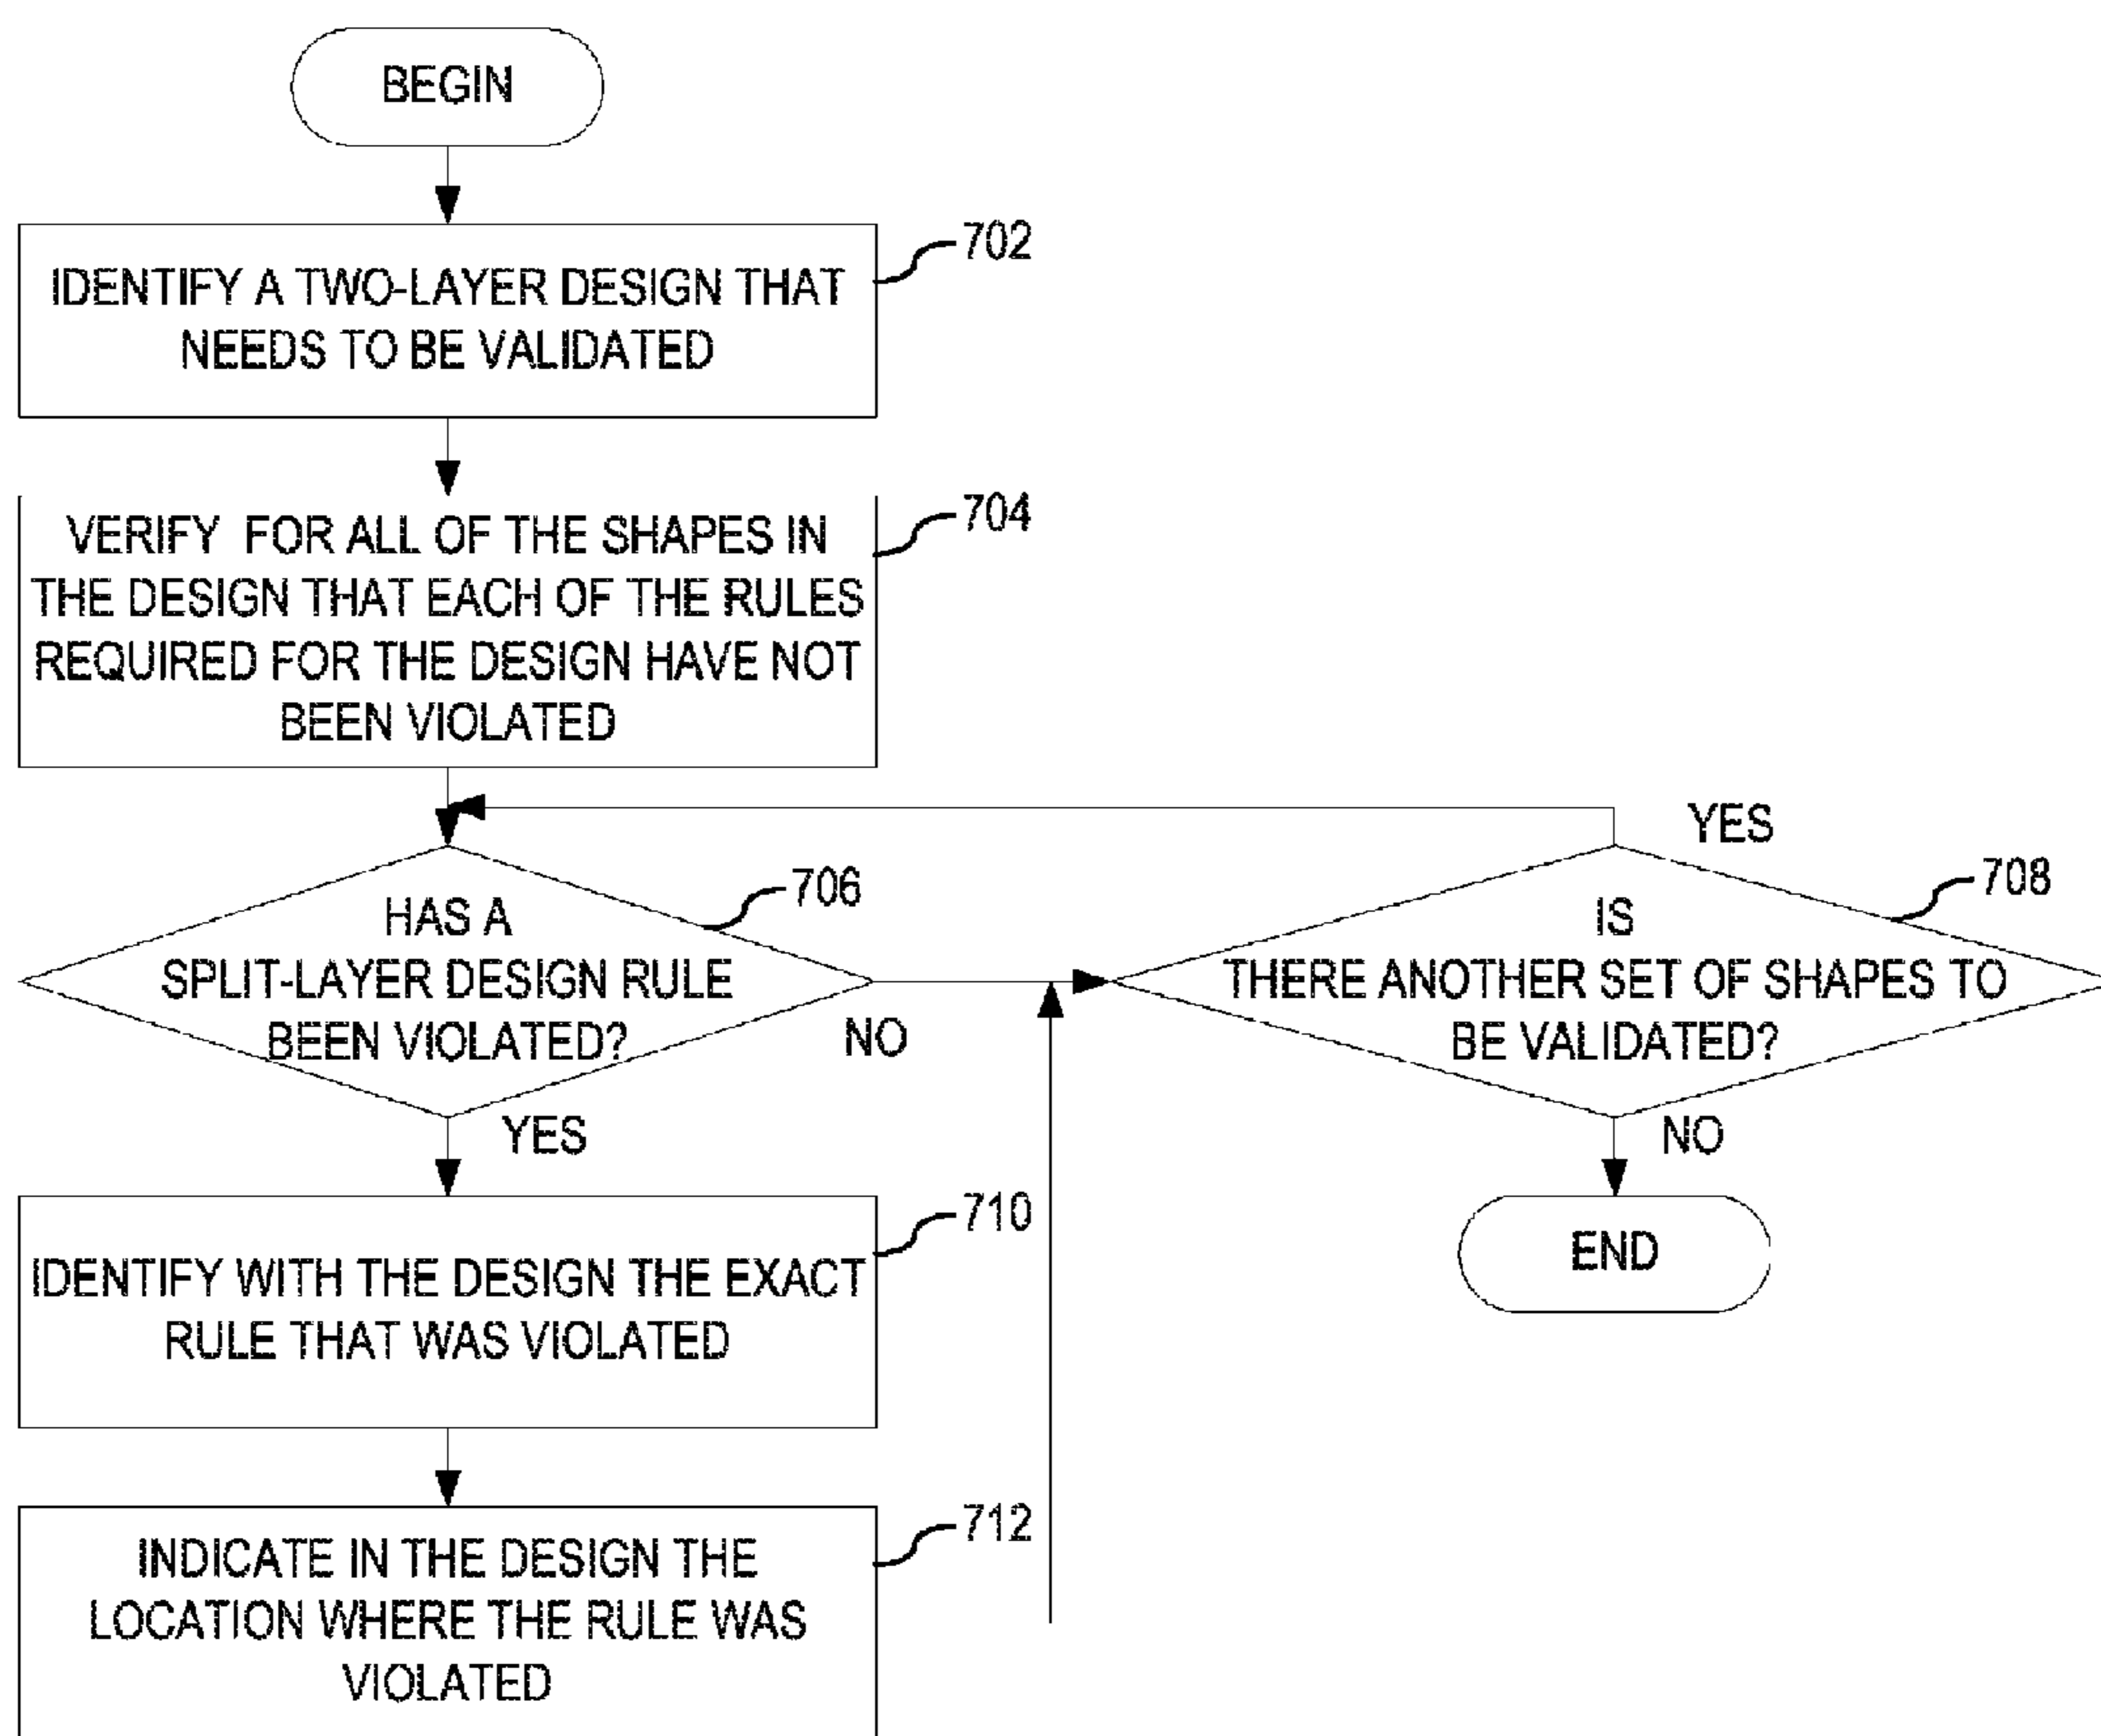 BEGIN
702
IDENTIFY A TWO-LAYER DESIGN THAT
NEEDS TO BE VALIDATED
704
VERIFY FOR ALL OF THE SHAPES IN
THE DESIGN THAT EACH OF THE RULES
REQUIRED FOR THE DESIGN HAVE NOT
BEEN VIOLATED
706
HAS A
SPLIT-LAYER DESIGN RULE
BEEN VIOLATED?
NO
YES
YES
708
IS
THERE ANOTHER SET OF SHAPES TO
BE VALIDATED?
NO
END
710
IDENTIFY WITH THE DESIGN THE EXACT
RULE THAT WAS VIOLATED
712
INDICATE IN THE DESIGN THE
LOCATION WHERE THE RULE WAS
VIOLATED